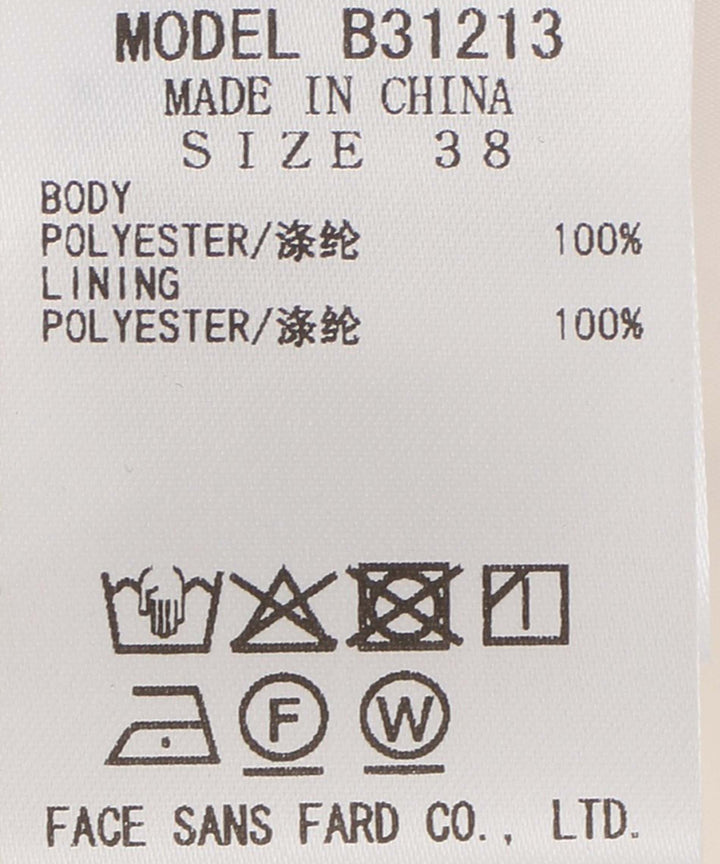 MODEL B31213
MADE IN CHINA
SIZE 38
BODY
POLYESTER/涤纶 100%
LINING
POLYESTER/涤纶 100%
F W
FACE SANS FARD CO., LTD.